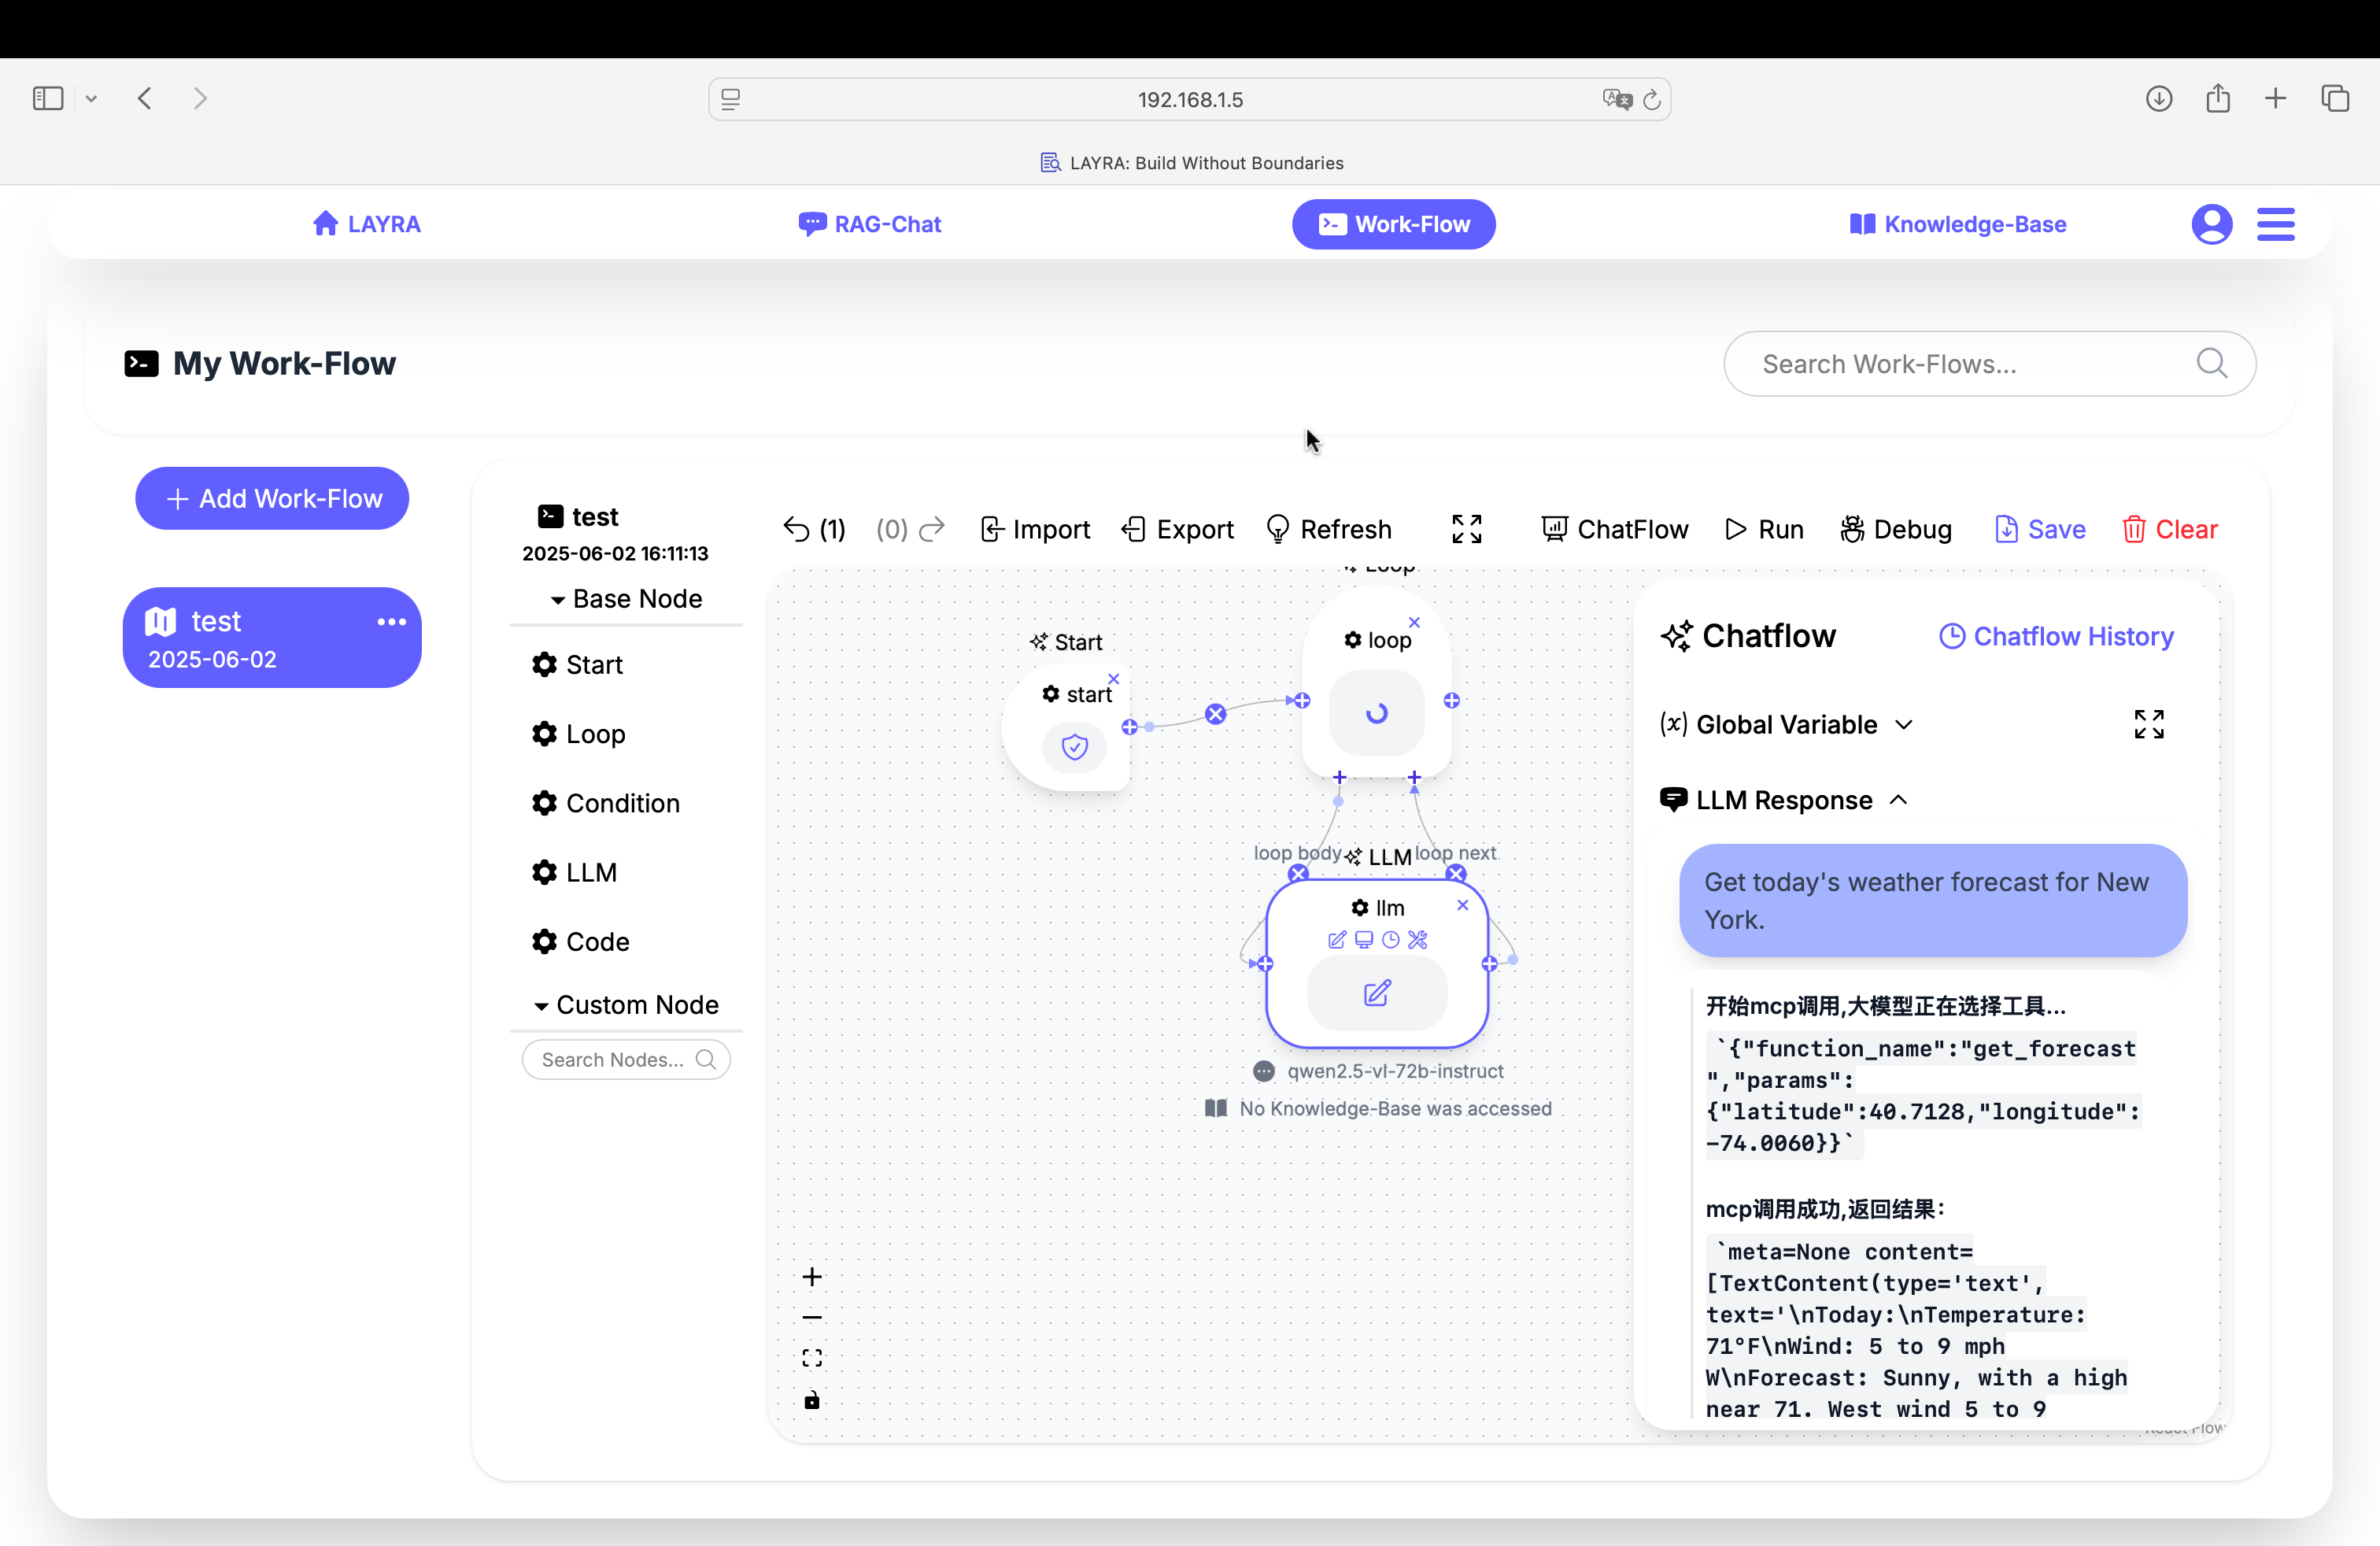 192.168.1.5
LAYRA: Build Without Boundaries
LAYRA
RAG-Chat
Work-Flow
Knowledge-Base
My Work-Flow
Search Work-Flows...
+ Add Work-Flow
test
2025-06-02
test
2025-06-02 16:11:13
Base Node
Start
Loop
Condition
LLM
Code
Custom Node
Search Nodes...
(1)
(0)
Import
Export
Refresh
ChatFlow
Run
Debug
Save
Clear
Start
start
Loop
loop
loop body
LLM
loop next
llm
qwen2.5-vl-72b-instruct
No Knowledge-Base was accessed
Chatflow
Chatflow History
(x) Global Variable
LLM Response
Get today's weather forecast for New
York.
开始mcp调用,大模型正在选择工具...
`{"function_name":"get_forecast
","params":
{"latitude":40.7128,"longitude":
-74.0060}}`
mcp调用成功,返回结果:
`meta=None content=
[TextContent(type='text',
text='\nToday:\nTemperature:
71°F\nWind: 5 to 9 mph
W\nForecast: Sunny, with a high
near 71. West wind 5 to 9
React Flow